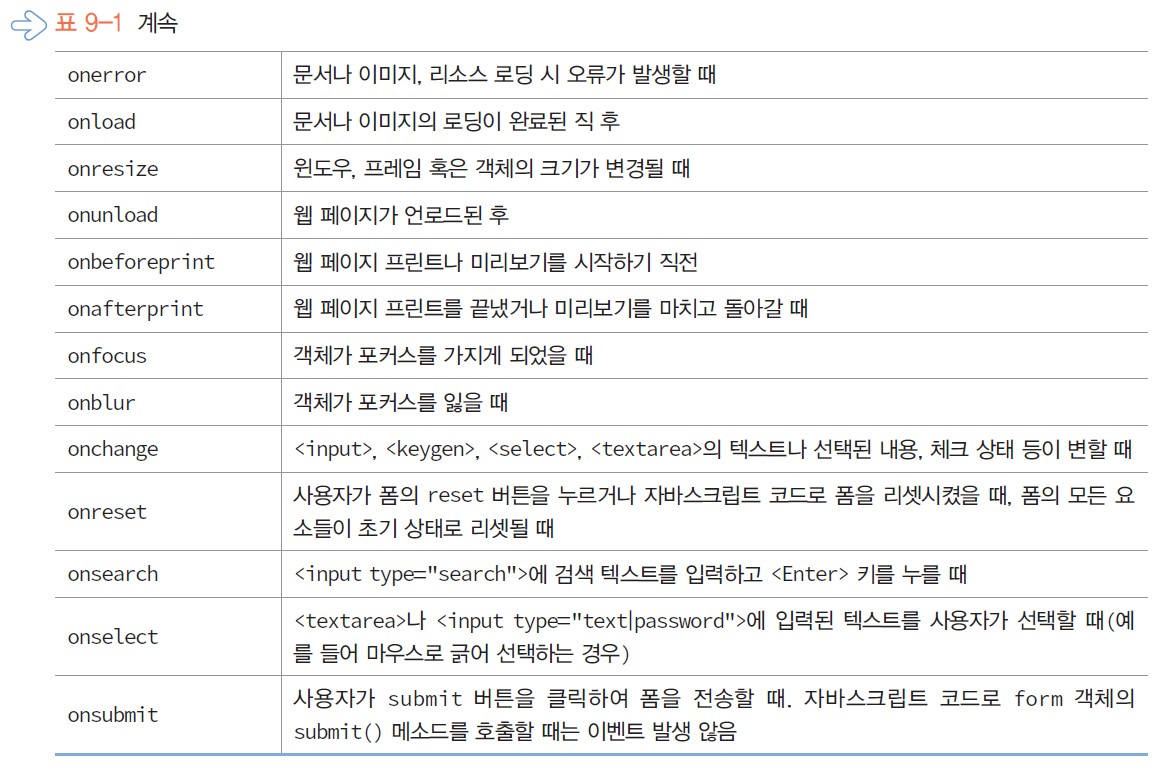 표 9-1 계속
onerror 문서나 이미지, 리소스 로딩 시 오류가 발생할 때
onload 문서나 이미지의 로딩이 완료된 직 후
onresize 윈도우, 프레임 혹은 객체의 크기가 변경될 때
onunload 웹 페이지가 언로드된 후
onbeforeprint 웹 페이지 프린트나 미리보기를 시작하기 직전
onafterprint 웹 페이지 프린트를 끝냈거나 미리보기를 마치고 돌아갈 때
onfocus 객체가 포커스를 가지게 되었을 때
onblur 객체가 포커스를 잃을 때
onchange <input>, <keygen>, <select>, <textarea>의 텍스트나 선택된 내용, 체크 상태 등이 변할 때
onreset 사용자가 폼의 reset 버튼을 누르거나 자바스크립트 코드로 폼을 리셋시켰을 때, 폼의 모든 요
소들이 초기 상태로 리셋될 때
onsearch <input type="search">에 검색 텍스트를 입력하고 <Enter> 키를 누를 때
onselect <textarea>나 <input type="text|password">에 입력된 텍스트를 사용자가 선택할 때(예
를 들어 마우스로 긁어 선택하는 경우)
onsubmit 사용자가 submit 버튼을 클릭하여 폼을 전송할 때. 자바스크립트 코드로 form 객체의
submit() 메소드를 호출할 때는 이벤트 발생 않음